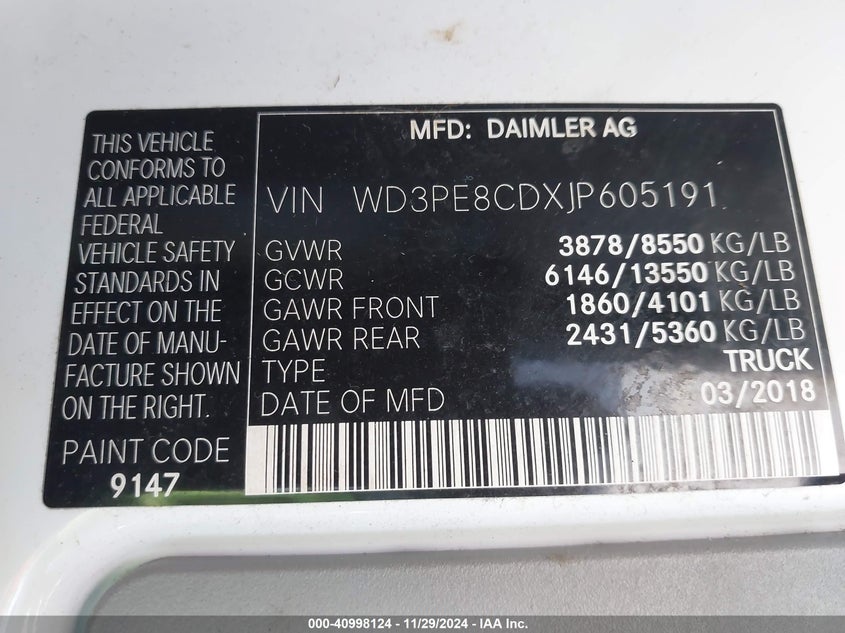 THIS VEHICLE
CONFORMS TO
ALL APPLICABLE
FEDERAL
VEHICLE SAFETY
STANDARDS IN
EFFECT ON THE
DATE OF MANU-
FACTURE SHOWN
ON THE RIGHT.
PAINT CODE
9147
MFD: DAIMLER AG
VIN WD3PE8CDXJP605191
GVWR 3878/8550 KG/LB
GCWR 6146/13550 KG/LB
GAWR FRONT 1860/4101 KG/LB
GAWR REAR 2431/5360 KG/LB
TYPE TRUCK
DATE OF MFD 03/2018
000-40998124 - 11/29/2024 - IAA Inc.